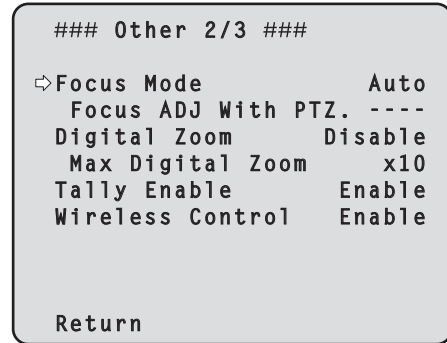 ### Other 2/3 ###
⇨Focus Mode Auto
Focus ADJ With PTZ. ----
Digital Zoom Disable
Max Digital Zoom x10
Tally Enable Enable
Wireless Control Enable
Return